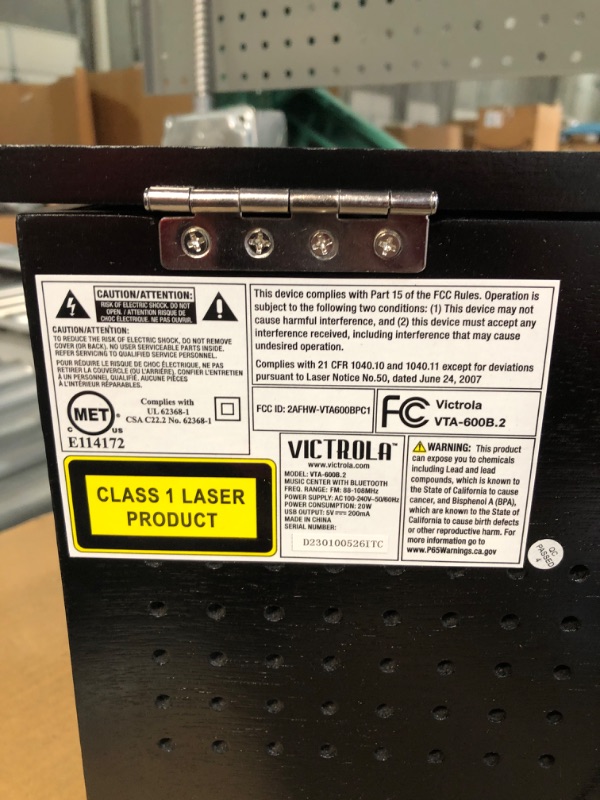 CAUTION/ATTENTION:
RISK OF ELECTRIC SHOCK. DO NOT
OPEN. / ATTENTION RISQUE DE
CHOC ÉLECTRIQUE. NE PAS OUVRIR.
CAUTION/ATTENTION:
TO REDUCE THE RISK OF ELECTRIC SHOCK, DO NOT REMOVE
COVER (OR BACK). NO USER SERVICEABLE PARTS INSIDE.
REFER SERVICING TO QUALIFIED SERVICE PERSONNEL.
POUR RÉDUIRE LE RISQUE DE CHOC ÉLECTRIQUE, NE PAS
RETIRER LA COUVERCLE (OU L'ARRIÈRE). CONFIER L'ENTRETIEN
À UN PERSONNEL QUALIFIÉ, AUCUNE PIÈCES
À L'INTÉRIEUR RÉPARABLES.
MET
C US
E114172
Complies with
UL 62368-1
CSA C22.2 No. 62368-1
This device complies with Part 15 of the FCC Rules. Operation is
subject to the following two conditions: (1) This device may not
cause harmful interference, and (2) this device must accept any
interference received, including interference that may cause
undesired operation.
Complies with 21 CFR 1040.10 and 1040.11 except for deviations
pursuant to Laser Notice No.50, dated June 24, 2007
FCC ID: 2AFHW-VTA600BPC1
FC
Victrola
VTA-600B.2
CLASS 1 LASER
PRODUCT
VICTROLA™
www.victrola.com
MODEL: VTA-600B.2
MUSIC CENTER WITH BLUETOOTH
FREQ. RANGE: FM: 88-108MHz
POWER SUPPLY: AC 100-240V~50/60Hz
POWER CONSUMPTION: 20W
USB OUTPUT: 5V⎓200mA
MADE IN CHINA
SERIAL NUMBER:
D230100526ITC
WARNING: This product
can expose you to chemicals
including Lead and lead
compounds, which is known to
the State of California to cause
cancer, and Bisphenol A (BPA),
which are known to the State of
California to cause birth defects
or other reproductive harm. For
more information go to
www.P65Warnings.ca.gov
QC
PASSED
4